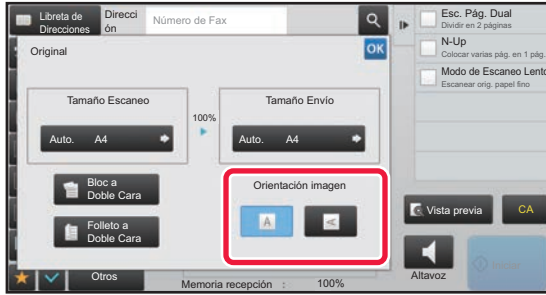 Libreta de
Direcciones
Direcci
ón
Número de Fax
Original
OK
Tamaño Escaneo
Auto. A4
100%
Tamaño Envío
Auto. A4
Bloc a
Doble Cara
Folleto a
Doble Cara
Orientación imagen
A
A
Otros
Memoria recepción : 100%
Esc. Pág. Dual
Dividir en 2 páginas
N-Up
Colocar varias pág. en 1 pág.
Modo de Escaneo Lento
Escanear orig. papel fino
Vista previa
CA
Altavoz